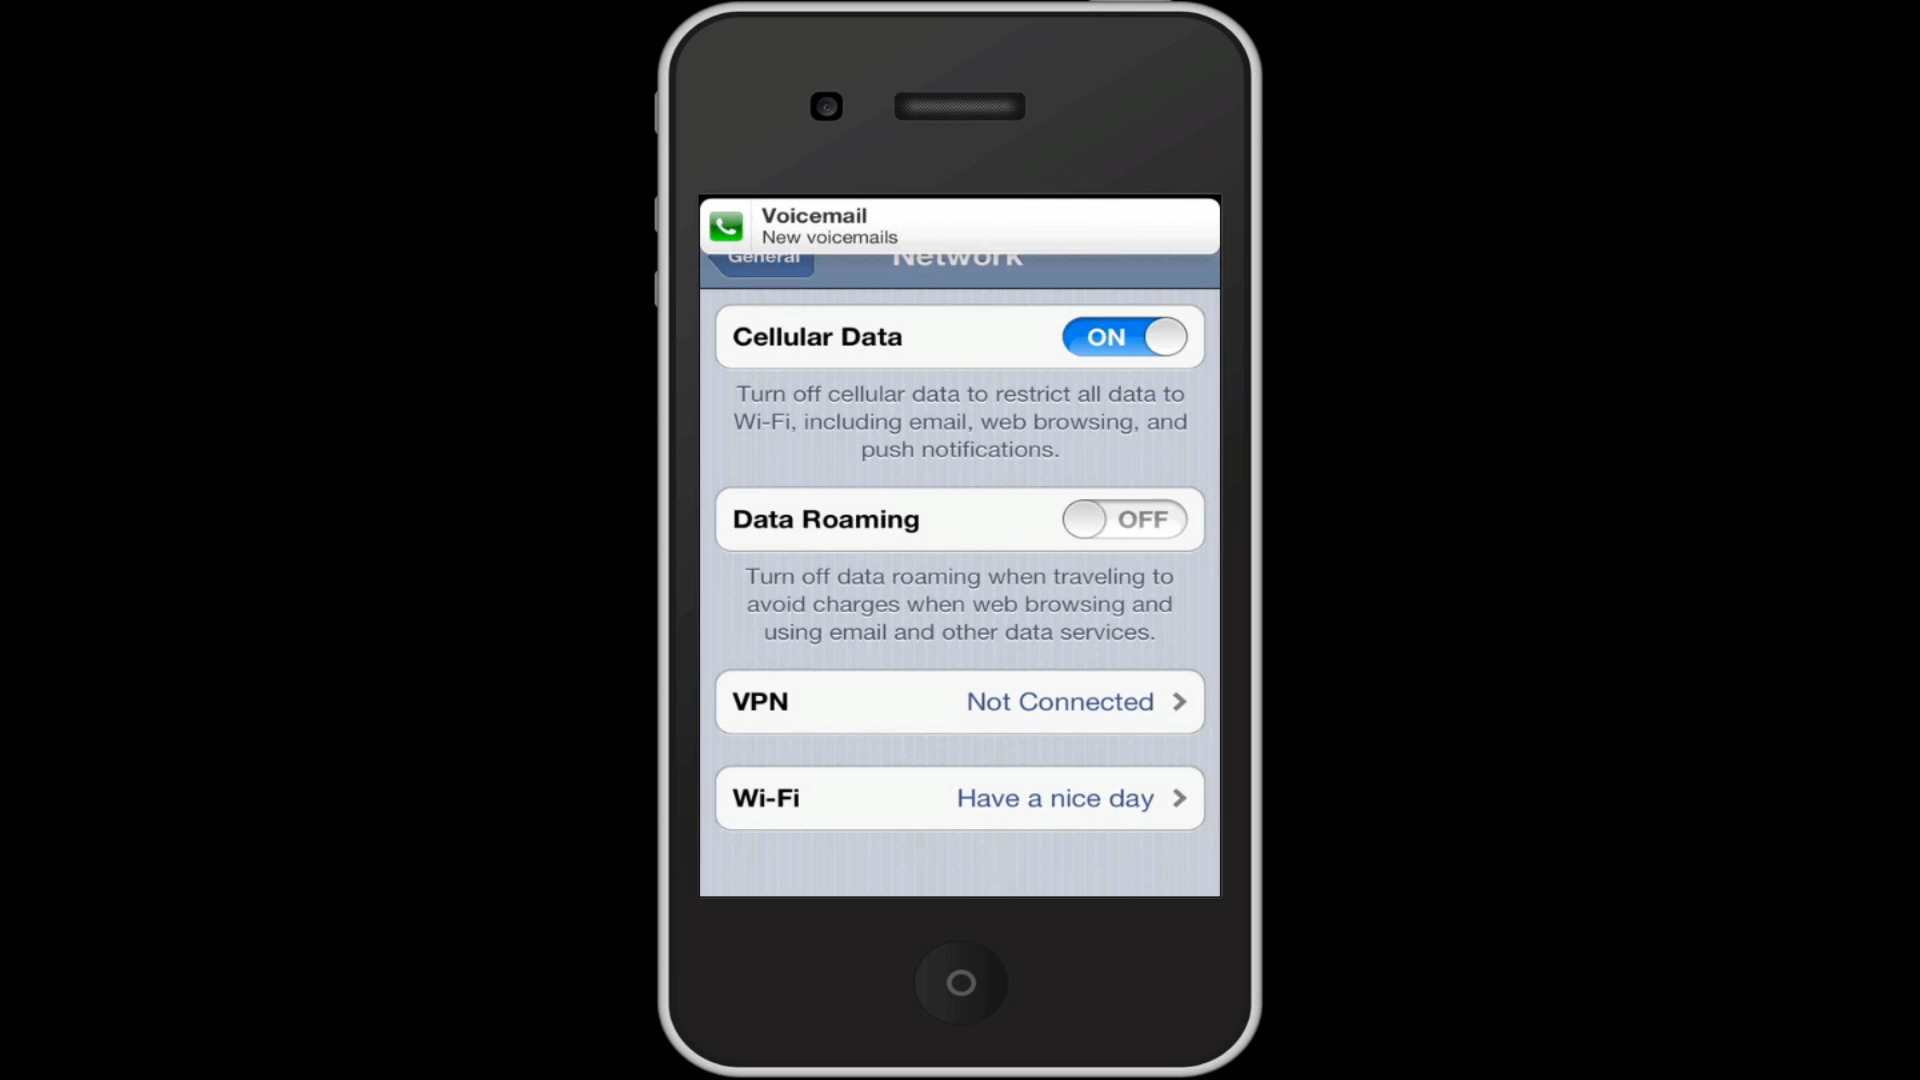 Voicemail
New voicemails
General
Network
Cellular Data
ON
Turn off cellular data to restrict all data to
Wi-Fi, including email, web browsing, and
push notifications.
Data Roaming
OFF
Turn off data roaming when traveling to
avoid charges when web browsing and
using email and other data services.
VPN
Not Connected
Wi-Fi
Have a nice day